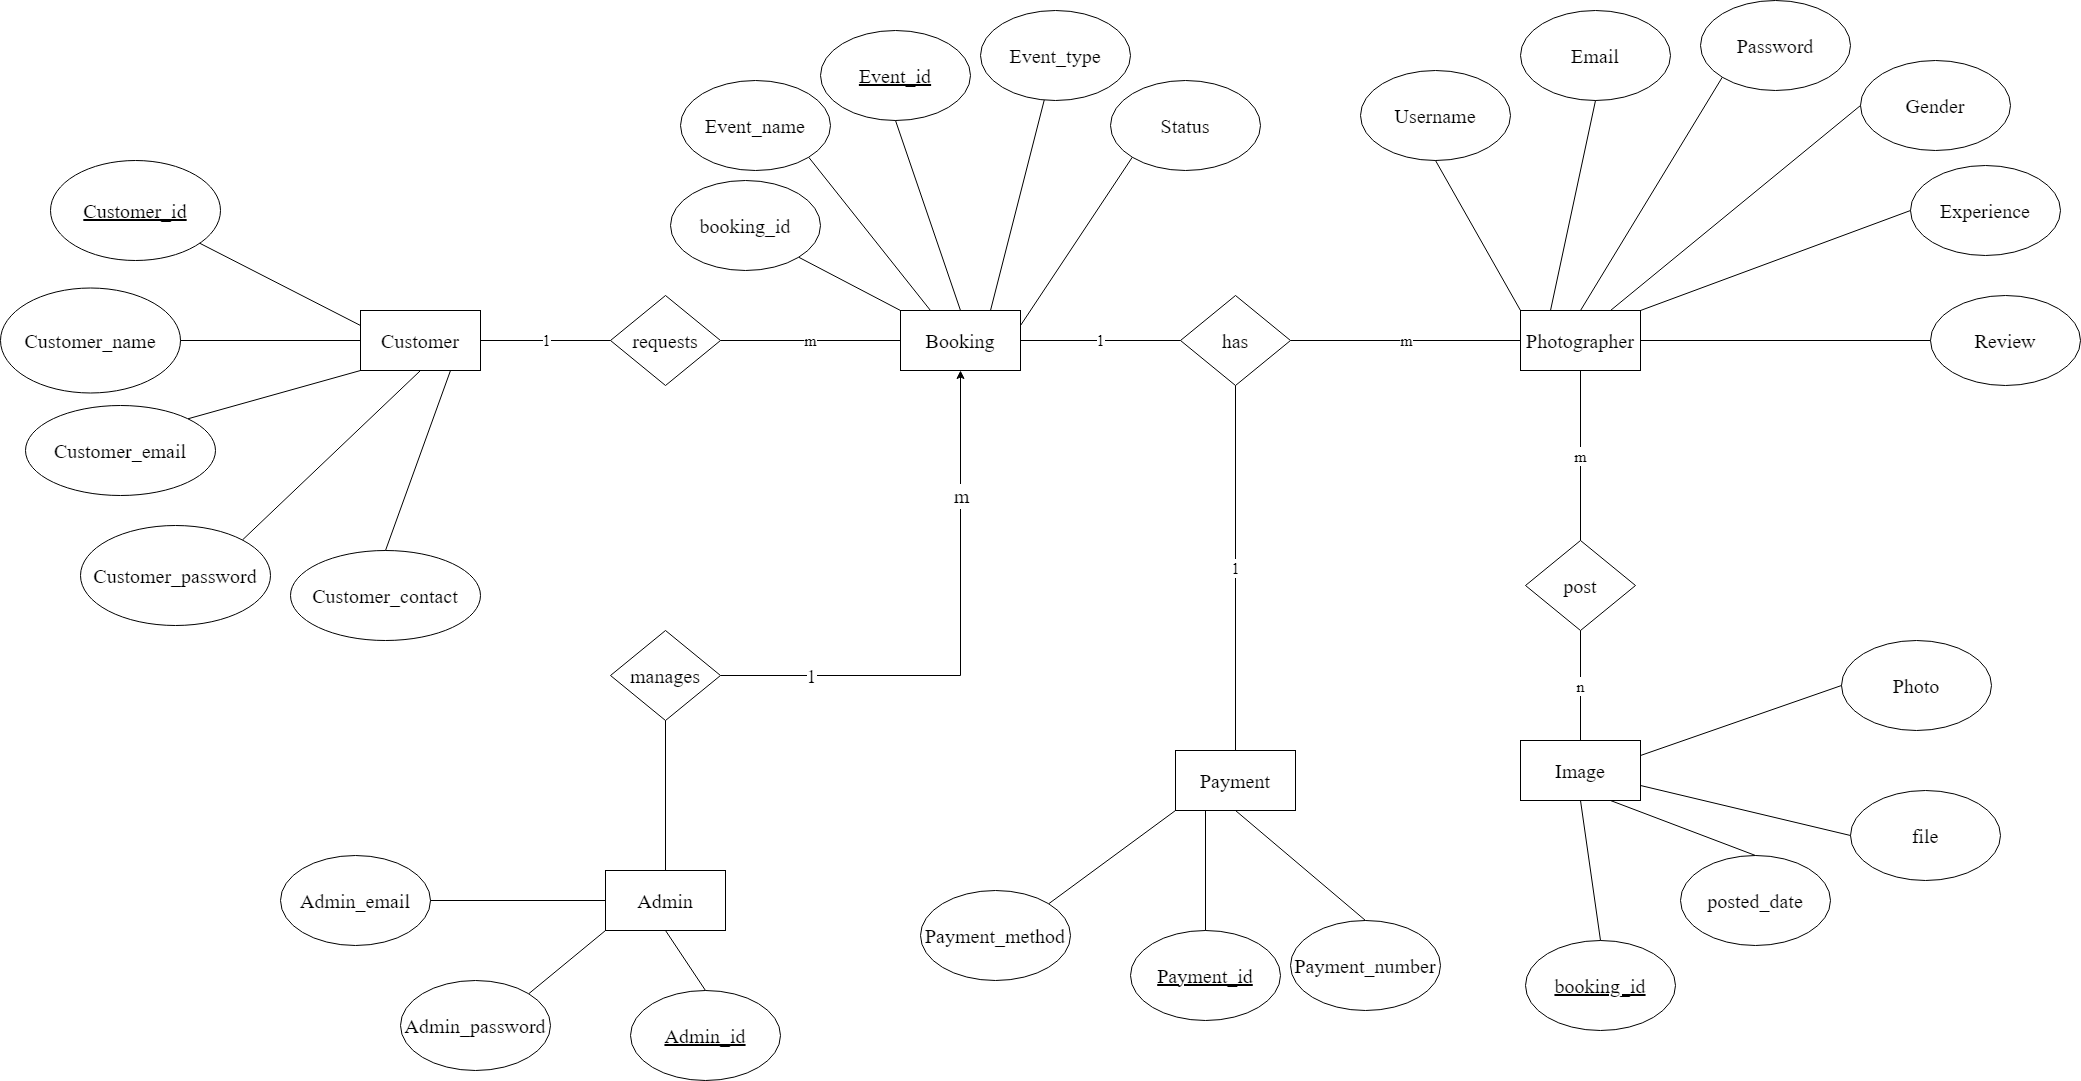 Password
Email
Event_type
Event_id
Gender
Username
Event_name
Status
Customer_id
Experience
booking_id
Customer
1
requests
m
Booking
1
has
m
Photographer
Review
Customer_name
Customer_email
m
m
1
Customer_password
post
Customer_contact
manages
1
n
Photo
Payment
Image
file
Admin_email
Admin
posted_date
Payment_method
Payment_number
Payment_id
booking_id
Admin_password
Admin_id